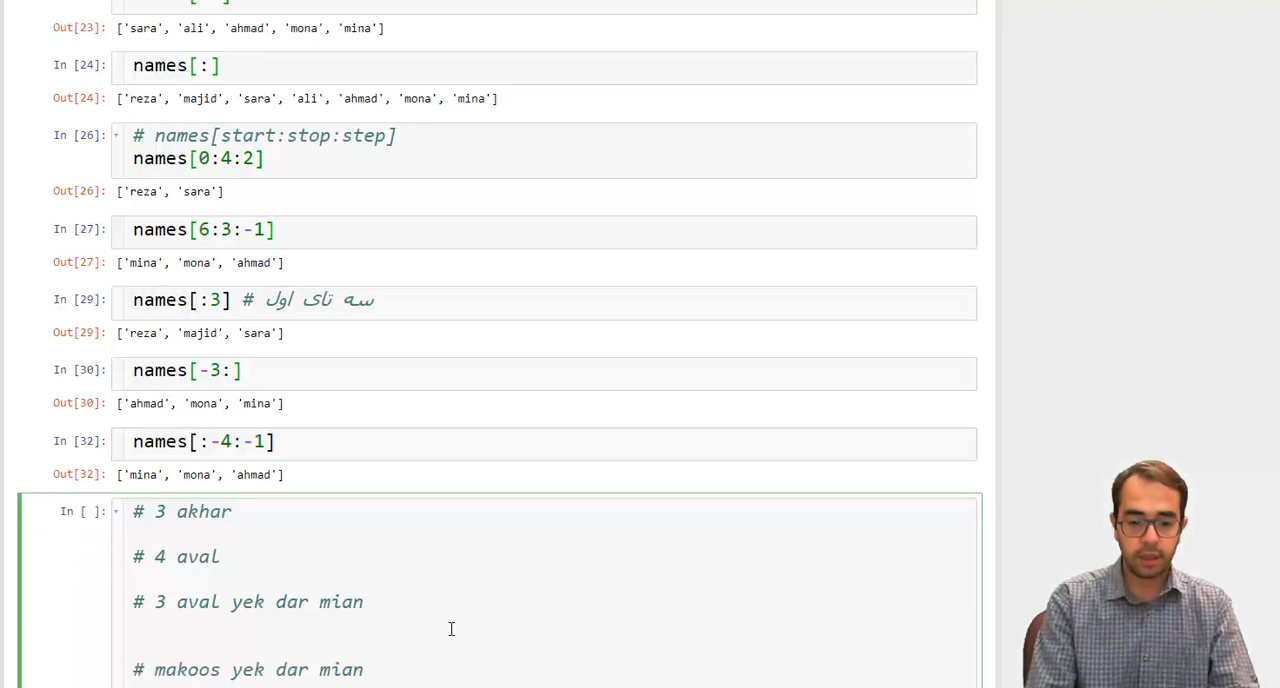 Out[23]: ['sara', 'ali', 'ahmad', 'mona', 'mina']
In [24]: names[:]
Out[24]: ['reza', 'majid', 'sara', 'ali', 'ahmad', 'mona', 'mina']
In [26]: # names[start:stop:step]
names[0:4:2]
Out[26]: ['reza', 'sara']
In [27]: names[6:3:-1]
Out[27]: ['mina', 'mona', 'ahmad']
In [29]: names[:3] # سه تای اول
Out[29]: ['reza', 'majid', 'sara']
In [30]: names[-3:]
Out[30]: ['ahmad', 'mona', 'mina']
In [32]: names[:-4:-1]
Out[32]: ['mina', 'mona', 'ahmad']
In [ ]: # 3 akhar
# 4 aval
# 3 aval yek dar mian
# makoos yek dar mian